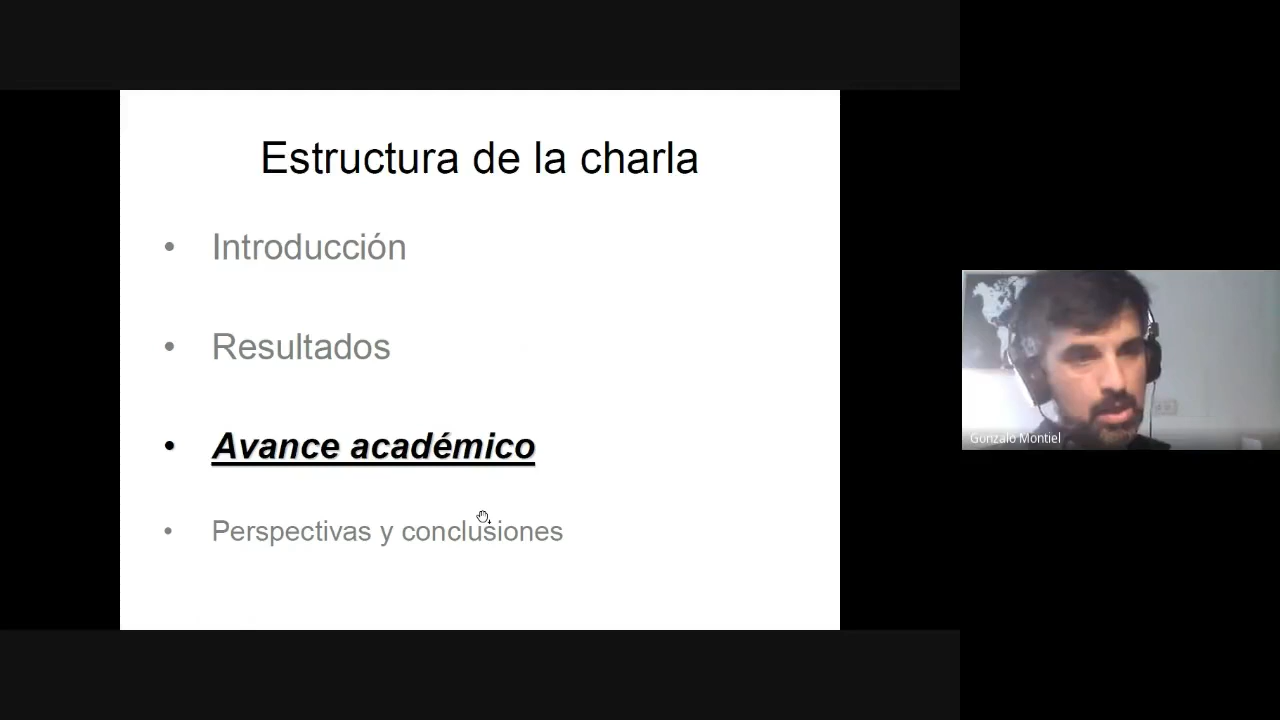 Estructura de la charla
• Introducción
• Resultados
• Avance académico
• Perspectivas y conclusiones
Gonzalo Montiel